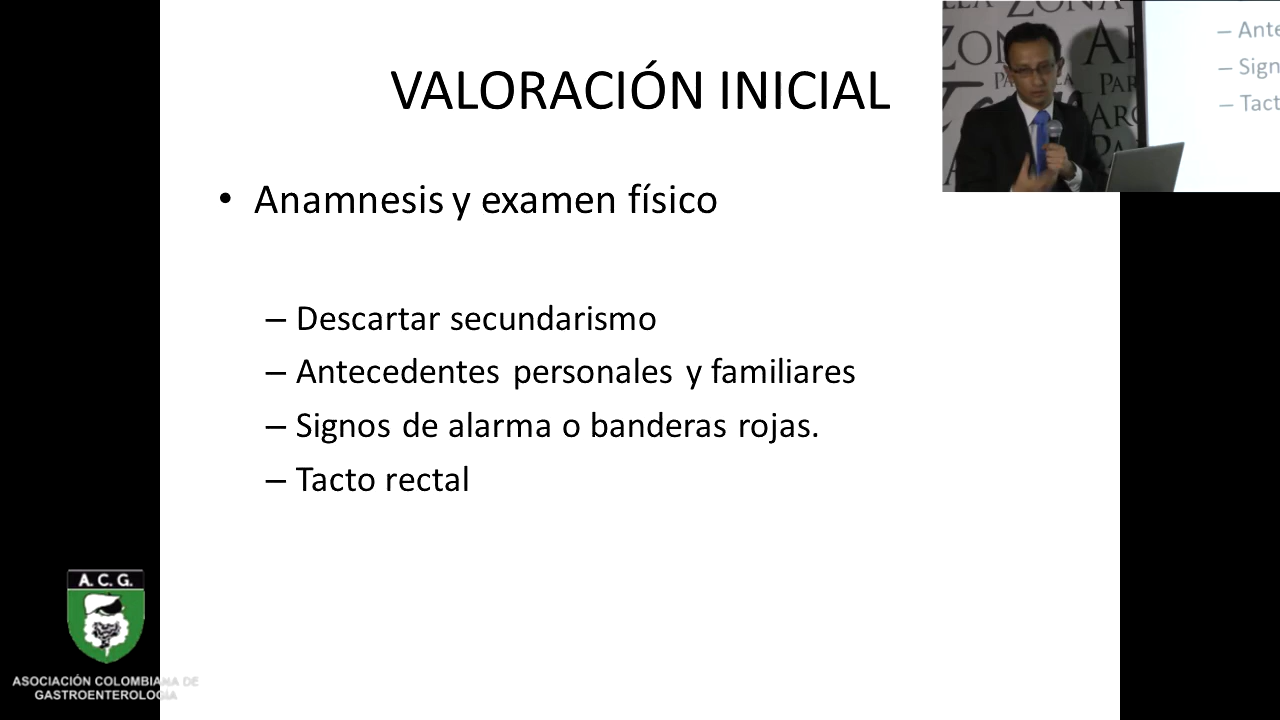 VALORACIÓN INICIAL
• Anamnesis y examen físico
– Descartar secundarismo
– Antecedentes personales y familiares
– Signos de alarma o banderas rojas.
– Tacto rectal
– Ante
– Sign
– Tact
A. C. G.
ASOCIACIÓN COLOMBIANA DE
GASTROENTEROLOGÍA